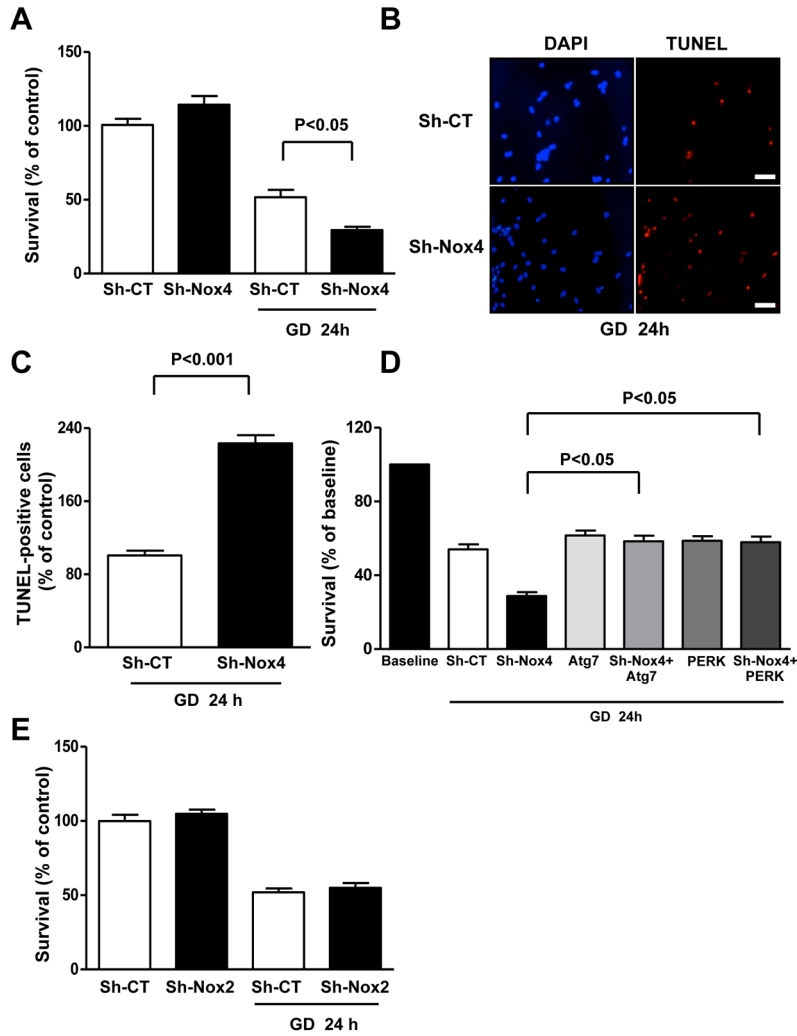 A
Survival (% of control)
150
100
50
0
P<0.05
Sh-CT Sh-Nox4 Sh-CT Sh-Nox4
GD 24h
B
DAPI TUNEL
Sh-CT
Sh-Nox4
GD 24h
C
P<0.001
TUNEL-positive cells
(% of control)
240
160
80
0
Sh-CT Sh-Nox4
GD 24 h
D
Survival (% of baseline)
120
80
40
0
P<0.05
P<0.05
Baseline Sh-CT Sh-Nox4 Atg7 Sh-Nox4+ PERK Sh-Nox4+
Atg7 PERK
GD 24h
E
Survival (% of control)
150
100
50
0
Sh-CT Sh-Nox2 Sh-CT Sh-Nox2
GD 24 h